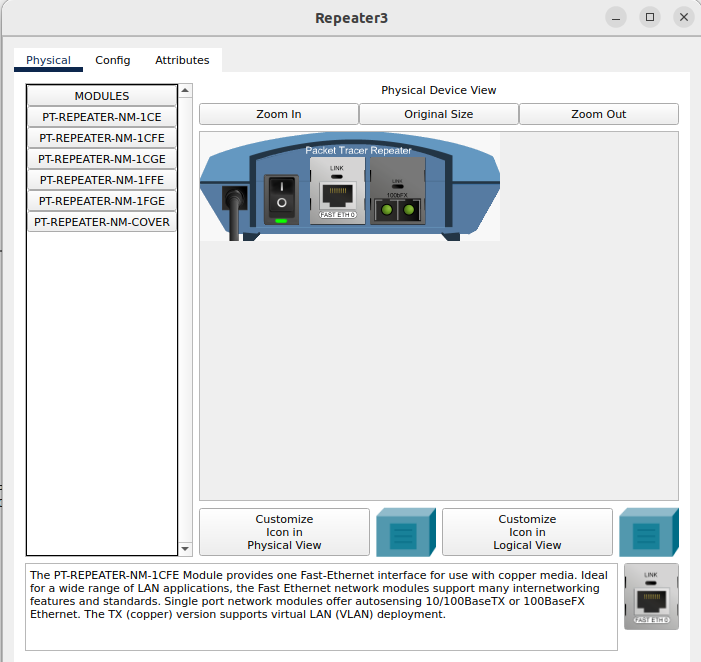 Repeater3
Physical
Config
Attributes
MODULES
PT-REPEATER-NM-1CE
PT-REPEATER-NM-1CFE
PT-REPEATER-NM-1CGE
PT-REPEATER-NM-1FFE
PT-REPEATER-NM-1FGE
PT-REPEATER-NM-COVER
Physical Device View
Zoom In
Original Size
Zoom Out
Packet Tracer Repeater
LINK
FAST ETH 0
LINK
100bFX
Customize
Icon in
Physical View
Customize
Icon in
Logical View
The PT-REPEATER-NM-1CFE Module provides one Fast-Ethernet interface for use with copper media. Ideal
for a wide range of LAN applications, the Fast Ethernet network modules support many internetworking
features and standards. Single port network modules offer autosensing 10/100BaseTX or 100BaseFX
Ethernet. The TX (copper) version supports virtual LAN (VLAN) deployment.
LINK
FAST ETH 0